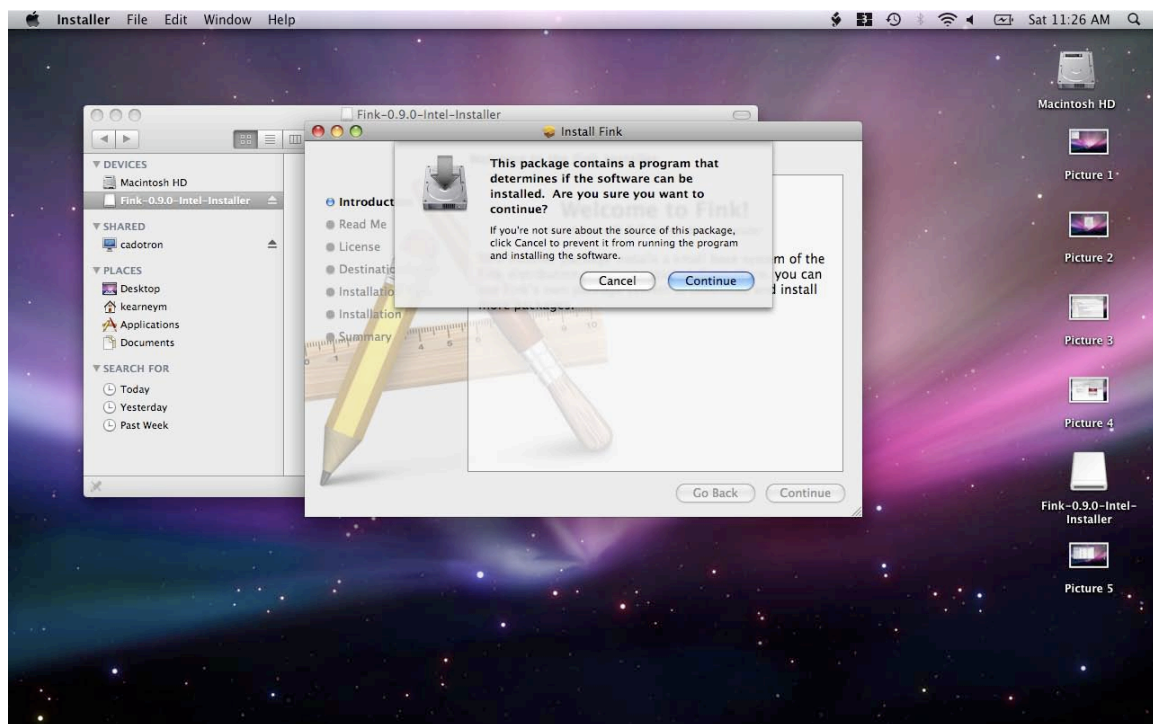 Installer File Edit Window Help
Sat 11:26 AM
Fink-0.9.0-Intel-Installer
Install Fink
DEVICES
Macintosh HD
Fink-0.9.0-Intel-Installer
SHARED
cadotron
PLACES
Desktop
kearneym
Applications
Documents
SEARCH FOR
Today
Yesterday
Past Week
This package contains a program that
determines if the software can be
installed. Are you sure you want to
continue?
If you're not sure about the source of this package,
click Cancel to prevent it from running the program
and installing the software.
Cancel Continue
Introduct
Read Me
License
Destinatio
Installatio
Installation
Summary
Welcome to Fink!
m of the
you can
d install
more packages.
Go Back Continue
Macintosh HD
Picture 1
Picture 2
Picture 3
Picture 4
Fink-0.9.0-Intel-
Installer
Picture 5